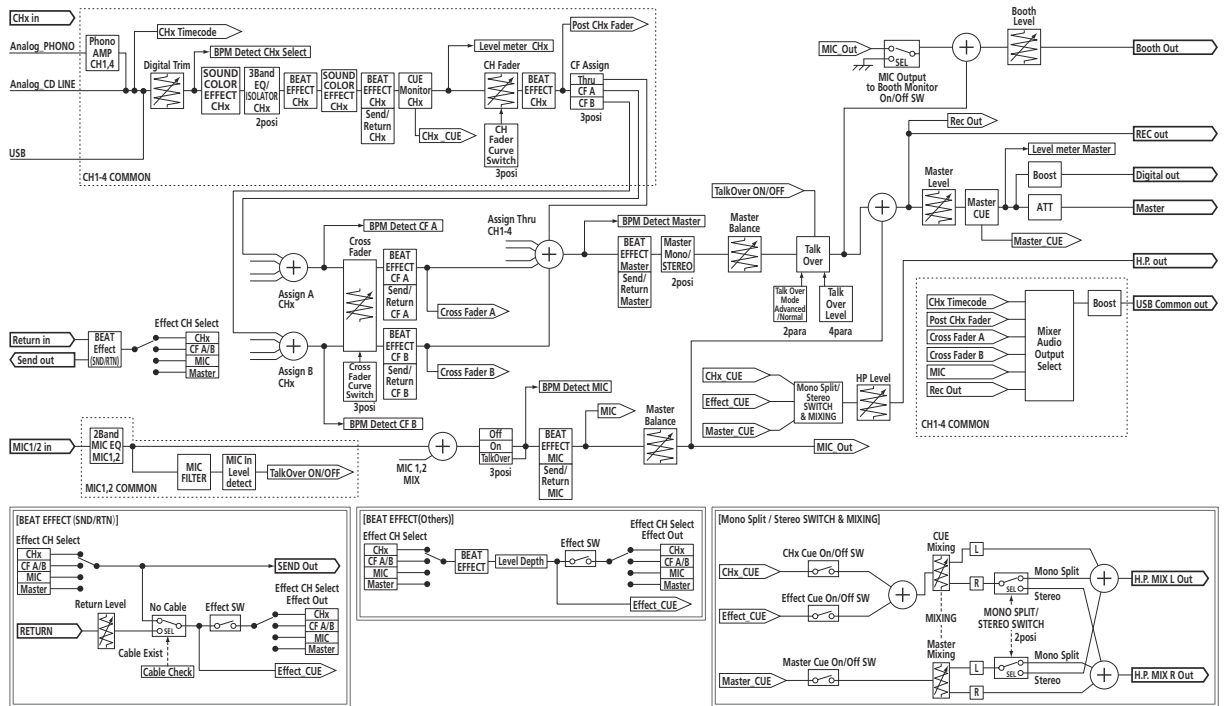 CHx in
Analog_PHONO
Phono
AMP
CH1,4
Analog_CD LINE
USB
CHx Timecode
Digital Trim
BPM Detect CHx Select
SOUND
COLOR
EFFECT
CHx
3Band
EQ/
ISOLATOR
CHx
2posi
BEAT
EFFECT
CHx
SOUND
COLOR
EFFECT
CHx
BEAT
EFFECT
CHx
Send/
Return
CHx
CUE
Monitor
CHx
CHx _CUE
Level meter_CHx
CH Fader
CH
Fader
Curve
Switch
3posi
BEAT
EFFECT
CHx
Post CHx Fader
CF Assign
Thru
CF A
CF B
3posi
CH1-4 COMMON
MIC_Out
SEL
MIC Output
to Booth Monitor
On/Off SW
Booth
Level
Booth Out
Rec Out
REC out
Level meter Master
Master
Level
Master
CUE
Boost
Digital out
ATT
Master
Master_CUE
H.P. out
BPM Detect CF A
Cross
Fader
Assign A
CHx
Assign B
CHx
Cross
Fader
Curve
Switch
3posi
BPM Detect CF B
BEAT
EFFECT
CF A
Send/
Return
CF A
BEAT
EFFECT
CF B
Send/
Return
CF B
Cross Fader A
Cross Fader B
Assign Thru
CH1-4
BPM Detect Master
BEAT
EFFECT
Master
Send/
Return
Master
Master
Mono/
STEREO
2posi
Master
Balance
TalkOver ON/OFF
Talk
Over
Talk Over
Mode
Advanced
/Normal
2para
Talk
Over
Level
4para
CHx Timecode
Post CHx Fader
Cross Fader A
Cross Fader B
MIC
Rec Out
Mixer
Audio
Output
Select
Boost
USB Common out
CH1-4 COMMON
Return in
Send out
BEAT
Effect
(SND/RTN)
Effect CH Select
CHx
CF A/B
MIC
Master
MIC1/2 in
2Band
MIC EQ
MIC1,2
MIC
FILTER
MIC In
Level
detect
TalkOver ON/OFF
MIC1,2 COMMON
MIC 1,2
MIX
Off
On
TalkOver
3posi
BPM Detect MIC
BEAT
EFFECT
MIC
Send/
Return
MIC
MIC
Master
Balance
MIC_Out
CHx_CUE
Effect_CUE
Master_CUE
Mono Split/
Stereo
SWITCH
& MIXING
HP Level
[BEAT EFFECT (SND/RTN)]
Effect CH Select
CHx
CF A/B
MIC
Master
SEND Out
Return Level
RETURN
No Cable
SEL
Cable Exist
Cable Check
Effect SW
Effect CH Select
Effect Out
CHx
CF A/B
MIC
Master
Effect_CUE
[BEAT EFFECT(Others)]
Effect CH Select
CHx
CF A/B
MIC
Master
BEAT
EFFECT
Level Depth
Effect SW
Effect CH Select
Effect Out
CHx
CF A/B
MIC
Master
Effect_CUE
[Mono Split / Stereo SWITCH & MIXING]
CHx Cue On/Off SW
CHx_CUE
Effect Cue On/Off SW
Effect_CUE
Master Cue On/Off SW
Master_CUE
CUE
Mixing
MIXING
Master
Mixing
L
R
SEL
Mono Split
Stereo
MONO SPLIT/
STEREO SWITCH
2posi
L
R
SEL
Mono Split
Stereo
H.P. MIX L Out
H.P. MIX R Out